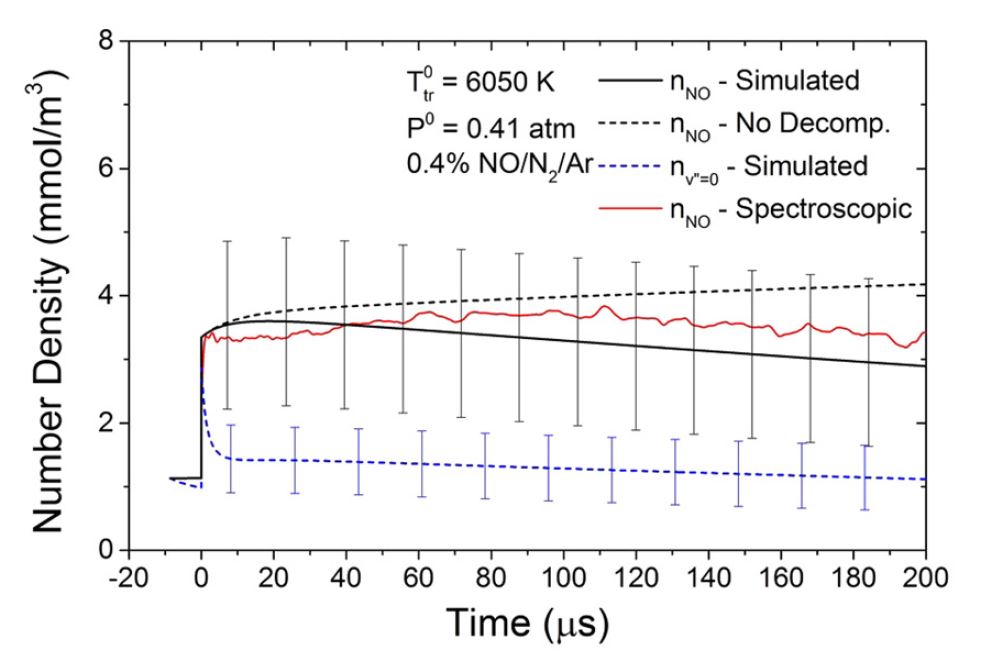 8
6
4
2
0
-20 0 20 40 60 80 100 120 140 160 180 200
Number Density (mmol/m³)
Time (μs)
T⁰tr = 6050 K
P⁰ = 0.41 atm
0.4% NO/N₂/Ar
nNO - Simulated
nNO - No Decomp.
nv"=0 - Simulated
nNO - Spectroscopic